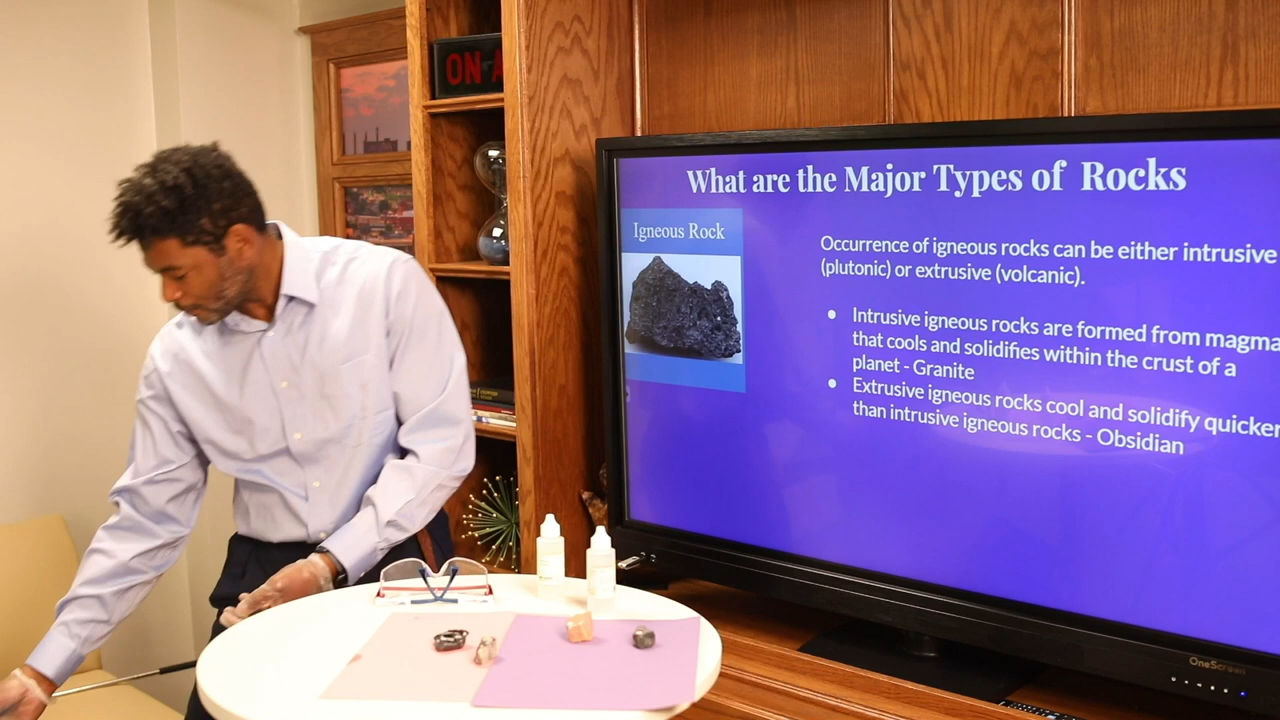 ON A
What are the Major Types of Rocks
Igneous Rock
Occurrence of igneous rocks can be either intrusive
(plutonic) or extrusive (volcanic).
● Intrusive igneous rocks are formed from magma
that cools and solidifies within the crust of a
planet - Granite
● Extrusive igneous rocks cool and solidify quicker
than intrusive igneous rocks - Obsidian
OneScreen